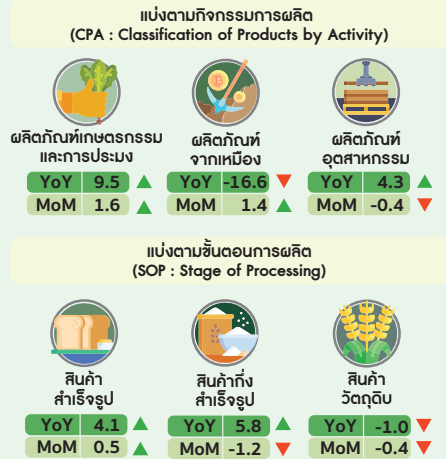 แบ่งตามกิจกรรมการผลิต
(CPA : Classification of Products by Activity)
ผลิตภัณฑ์เกษตรกรรม
และการประมง
YoY 9.5
MoM 1.6
ผลิตภัณฑ์
จากเหมือง
YoY -16.6
MoM 1.4
ผลิตภัณฑ์
อุตสาหกรรม
YoY 4.3
MoM -0.4
แบ่งตามขั้นตอนการผลิต
(SOP : Stage of Processing)
สินค้า
สำเร็จรูป
YoY 4.1
MoM 0.5
สินค้ากึ่ง
สำเร็จรูป
YoY 5.8
MoM -1.2
สินค้า
วัตถุดิบ
YoY -1.0
MoM -0.4